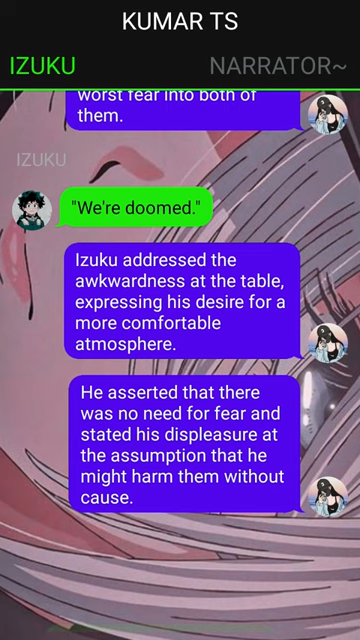 KUMAR TS
IZUKU NARRATOR~
worst fear into both of
them.
IZUKU
"We're doomed."
Izuku addressed the
awkwardness at the table,
expressing his desire for a
more comfortable
atmosphere.
He asserted that there
was no need for fear and
stated his displeasure at
the assumption that he
might harm them without
cause.